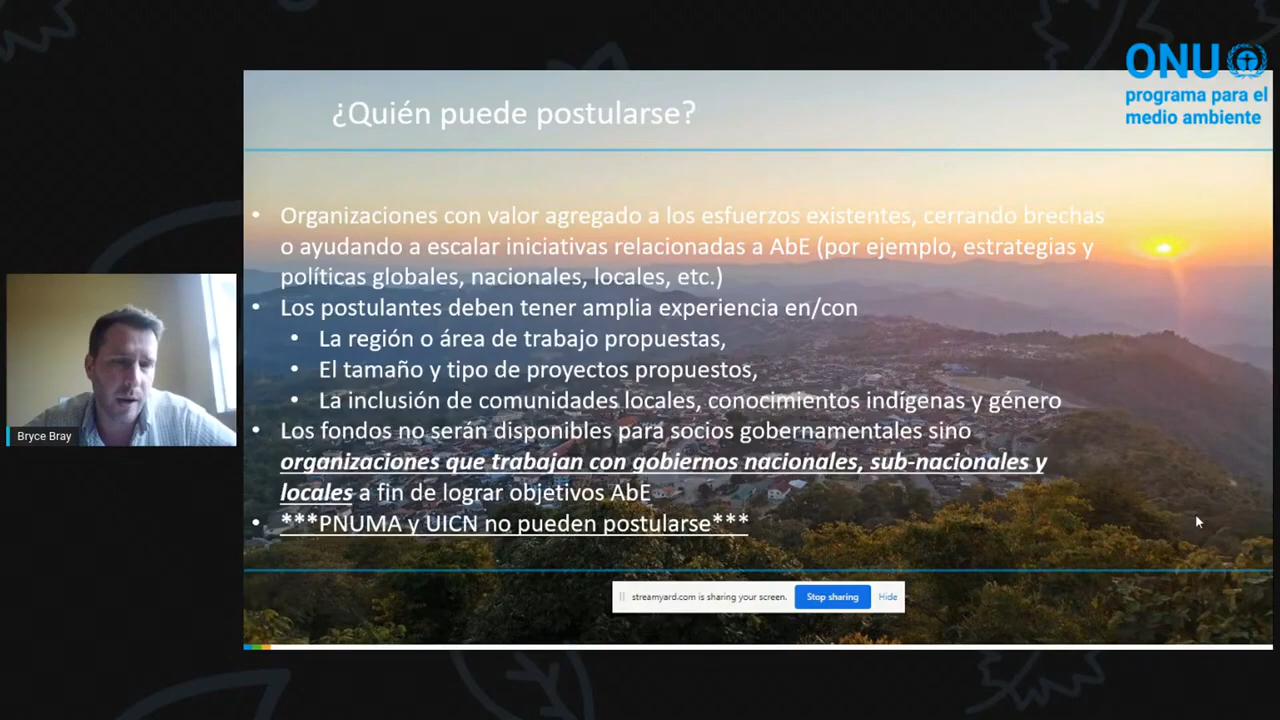 ONU
programa para el
medio ambiente
¿Quién puede postularse?
• Organizaciones con valor agregado a los esfuerzos existentes, cerrando brechas
o ayudando a escalar iniciativas relacionadas a AbE (por ejemplo, estrategias y
políticas globales, nacionales, locales, etc.)
• Los postulantes deben tener amplia experiencia en/con
• La región o área de trabajo propuestas,
• El tamaño y tipo de proyectos propuestos,
• La inclusión de comunidades locales, conocimientos indígenas y género
• Los fondos no serán disponibles para socios gobernamentales sino
organizaciones que trabajan con gobiernos nacionales, sub-nacionales y
locales a fin de lograr objetivos AbE
• ***PNUMA y UICN no pueden postularse***
Bryce Bray
streamyard.com is sharing your screen. Stop sharing Hide